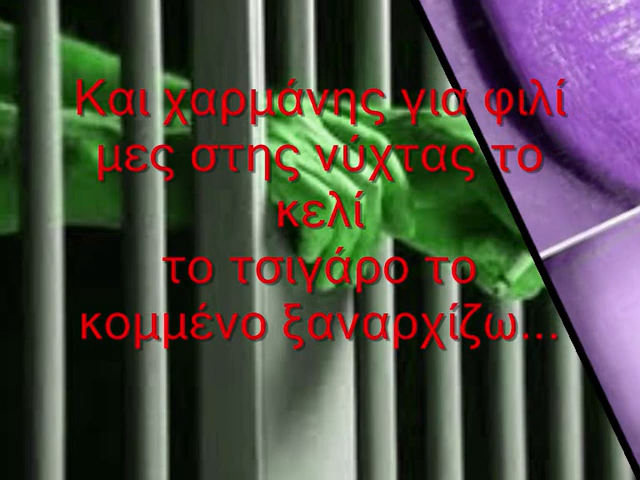 Και χαρμάνης για φιλί
μες στης νύχτας το
κελί
το τσιγάρο το
κομμένο ξαναρχίζω...